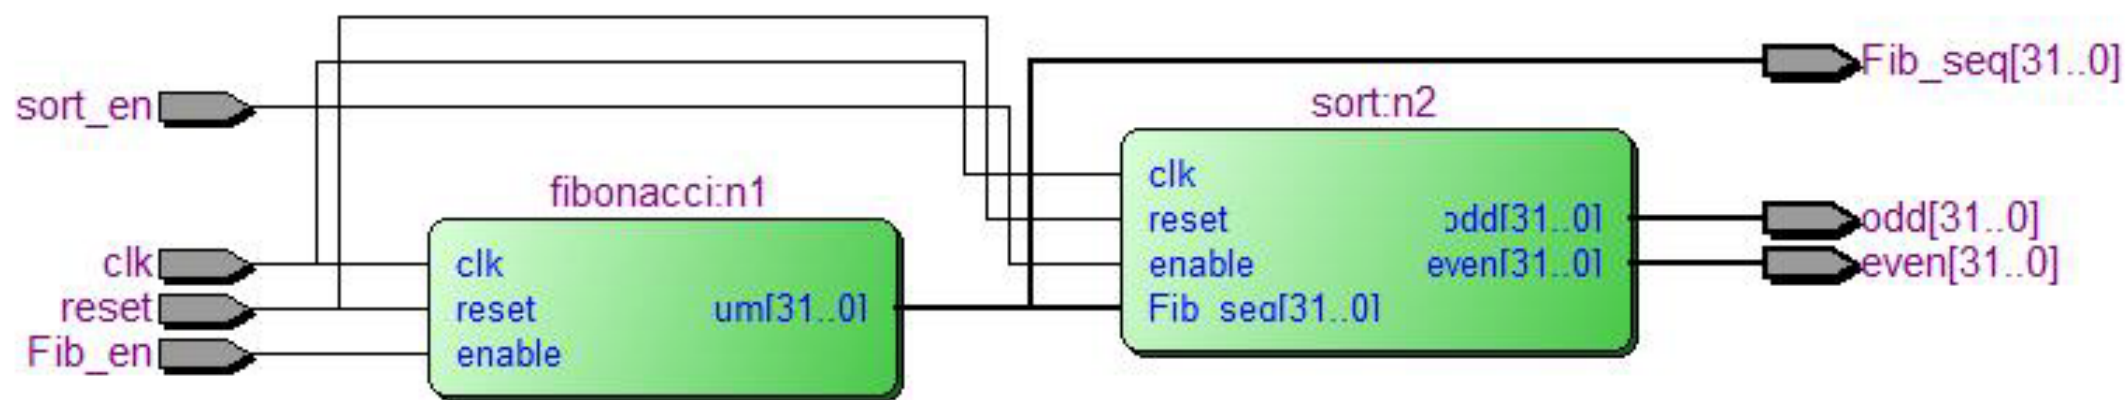 Fib_seq[31..0]
sort_en
sort:n2
clk
fibonacci:n1
reset
odd[31..0]
odd[31..0]
clk
clk
enable
even[31..0]
even[31..0]
reset
reset
um[31..0]
Fib_seq[31..0]
Fib_en
enable